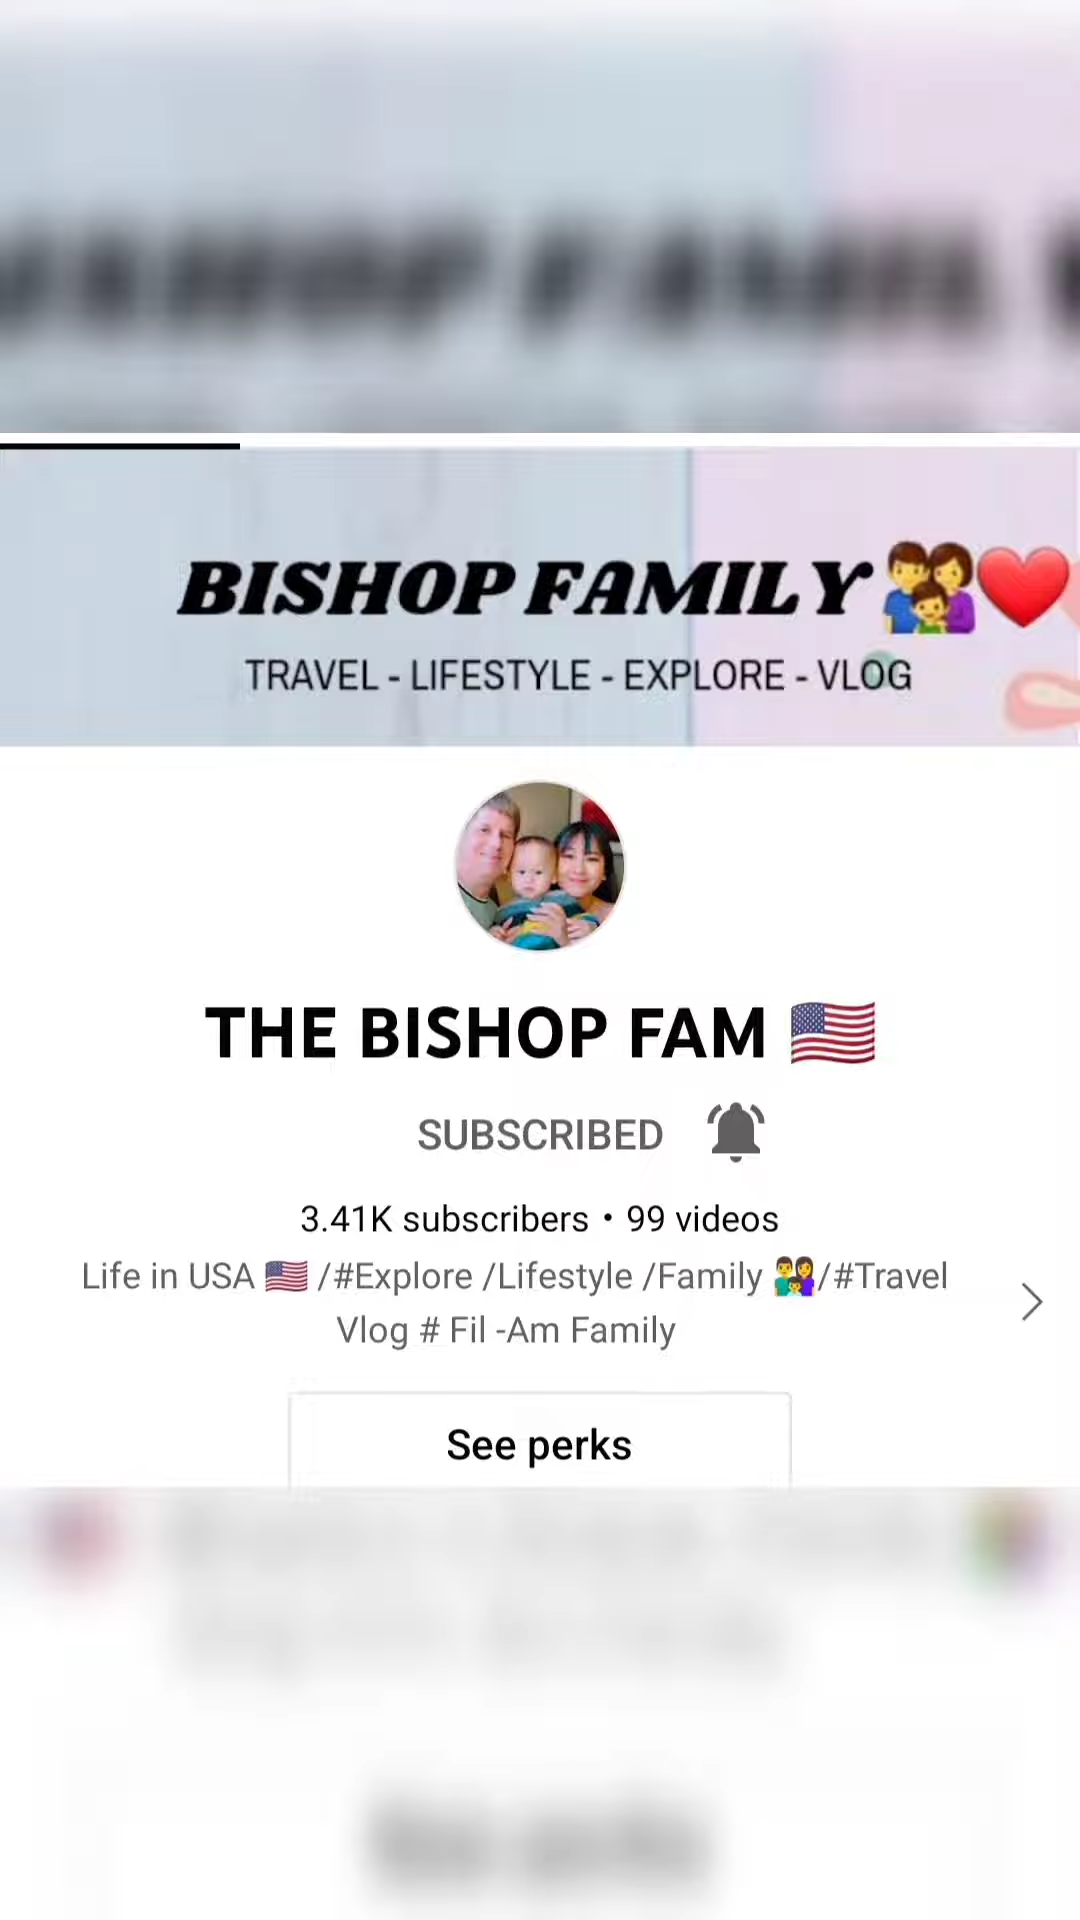 BISHOP FAMILY 👨‍👩‍👦❤️
TRAVEL - LIFESTYLE - EXPLORE - VLOG
THE BISHOP FAM 🇺🇸
SUBSCRIBED
3.41K subscribers • 99 videos
Life in USA 🇺🇸 /#Explore /Lifestyle /Family 👨‍👩‍👦/#Travel
Vlog # Fil -Am Family
See perks